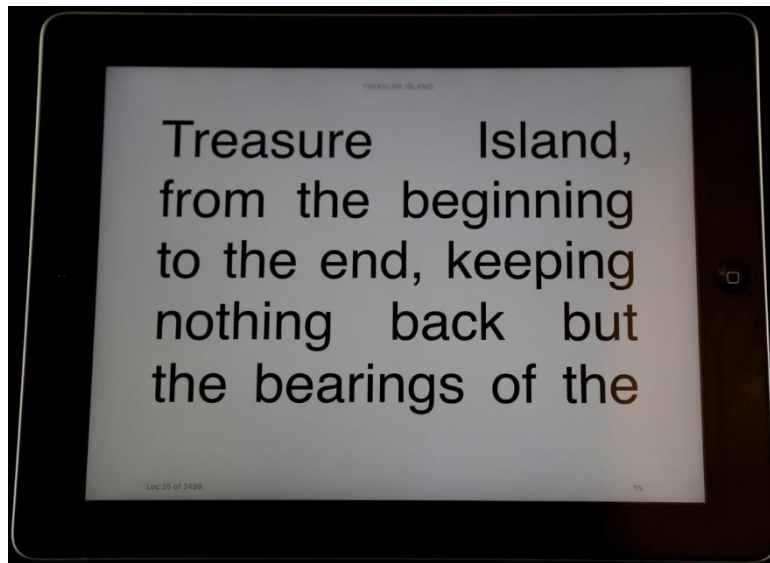 TREASURE ISLAND
Treasure Island,
from the beginning
to the end, keeping
nothing back but
the bearings of the
Loc 25 of 2439
1%